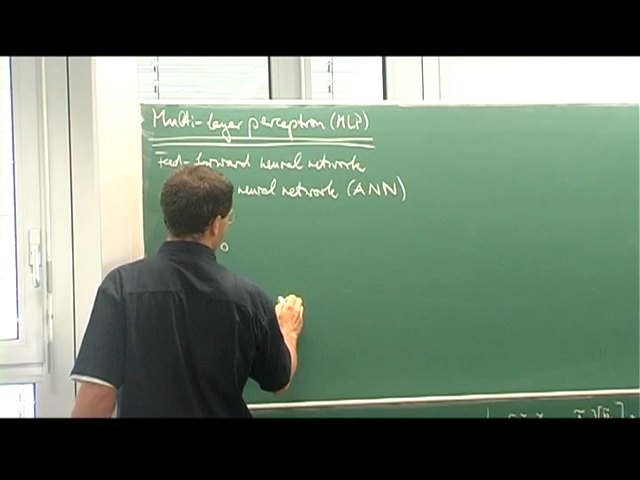 Multi-layer perceptron (MLP)
Feed-forward neural network
neural network (ANN)